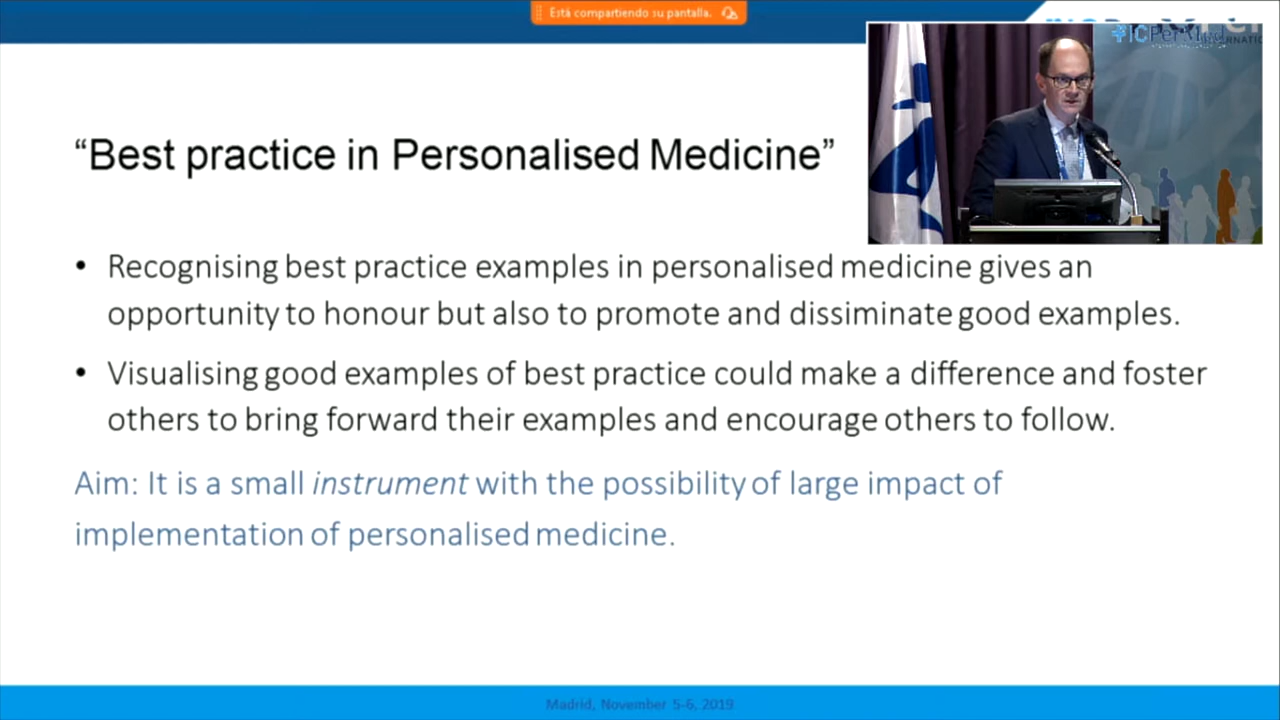 Está compartiendo su pantalla.
ICPerMed
“Best practice in Personalised Medicine”
• Recognising best practice examples in personalised medicine gives an
opportunity to honour but also to promote and dissiminate good examples.
• Visualising good examples of best practice could make a difference and foster
others to bring forward their examples and encourage others to follow.
Aim: It is a small instrument with the possibility of large impact of
implementation of personalised medicine.
Madrid, November 5-6, 2019